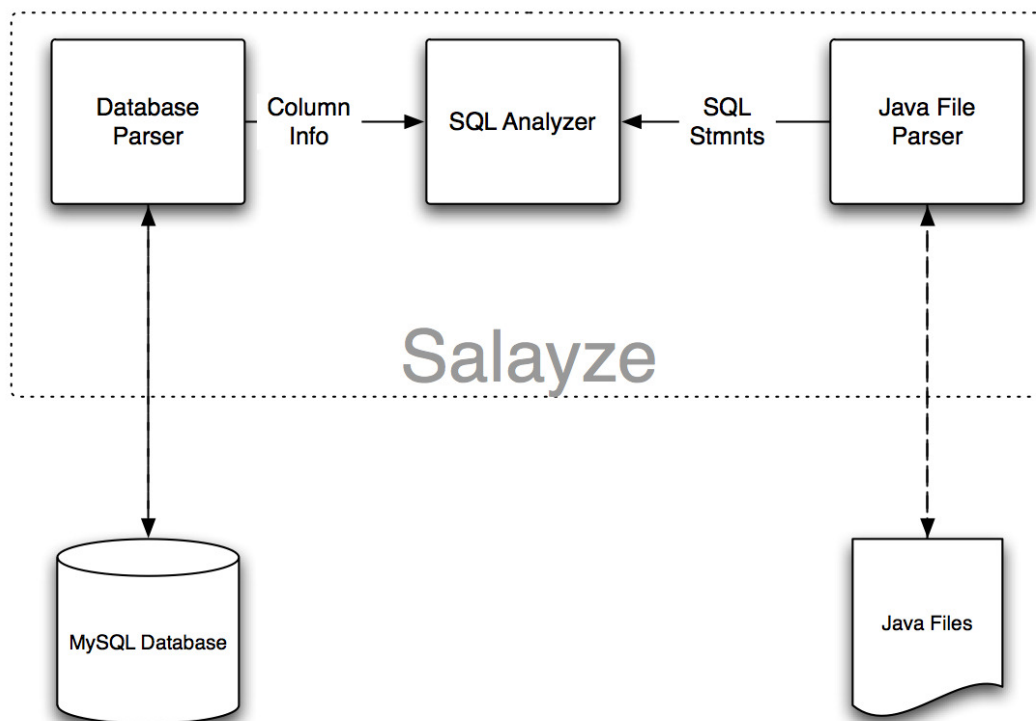 Database
Parser
Column
Info
SQL Analyzer
SQL
Stmnts
Java File
Parser
Salayze
MySQL Database
Java Files